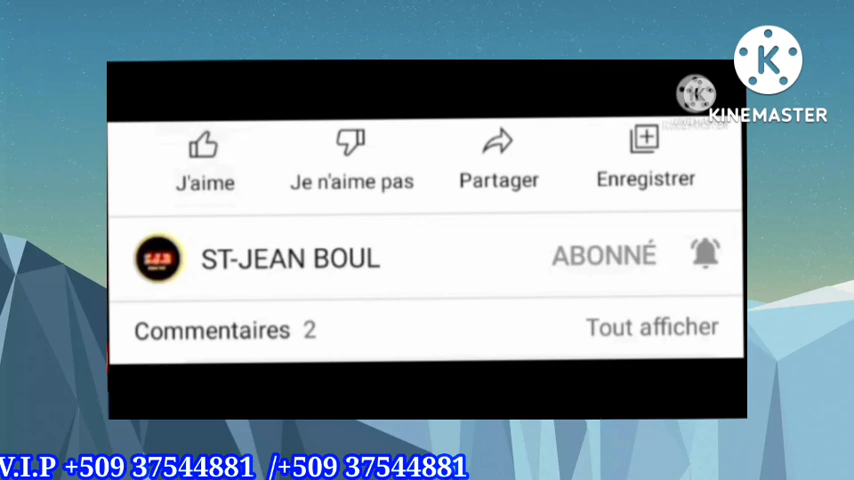 KINEMASTER
J'aime Je n'aime pas Partager Enregistrer
ST-JEAN BOUL ABONNÉ
Commentaires 2 Tout afficher
V.I.P +509 37544881 /+509 37544881